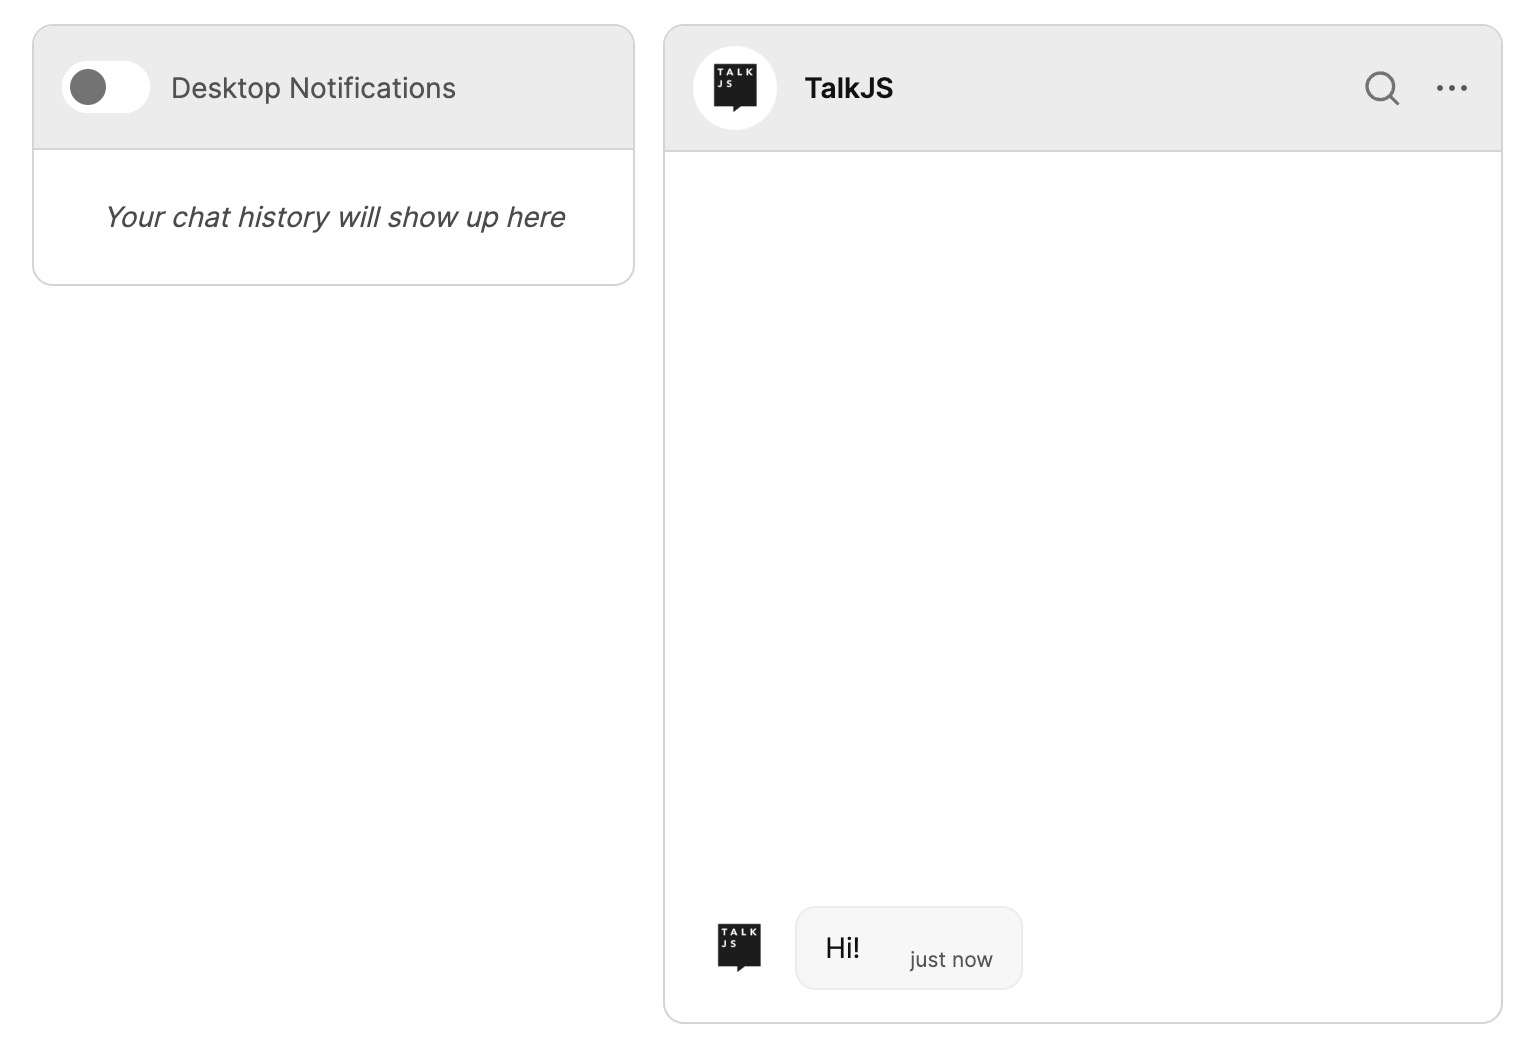 Desktop Notifications
Your chat history will show up here
TALK
JS
TalkJS
TALK
JS
Hi!
just now